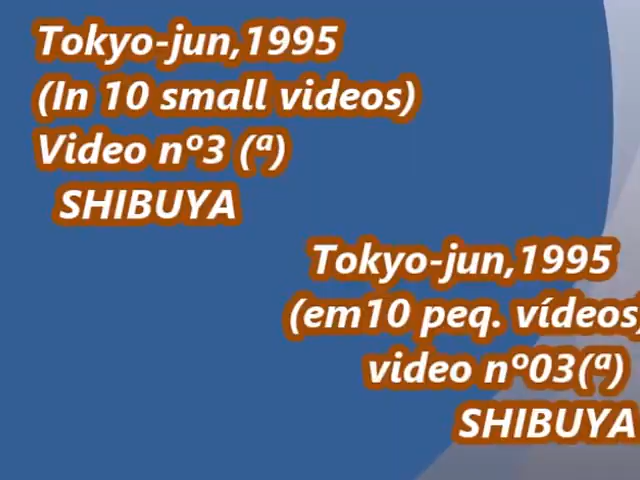 Tokyo-jun,1995
(In 10 small videos)
Video nº3 (ª)
SHIBUYA
Tokyo-jun,1995
(em10 peq. vídeos)
video nº03(ª)
SHIBUYA